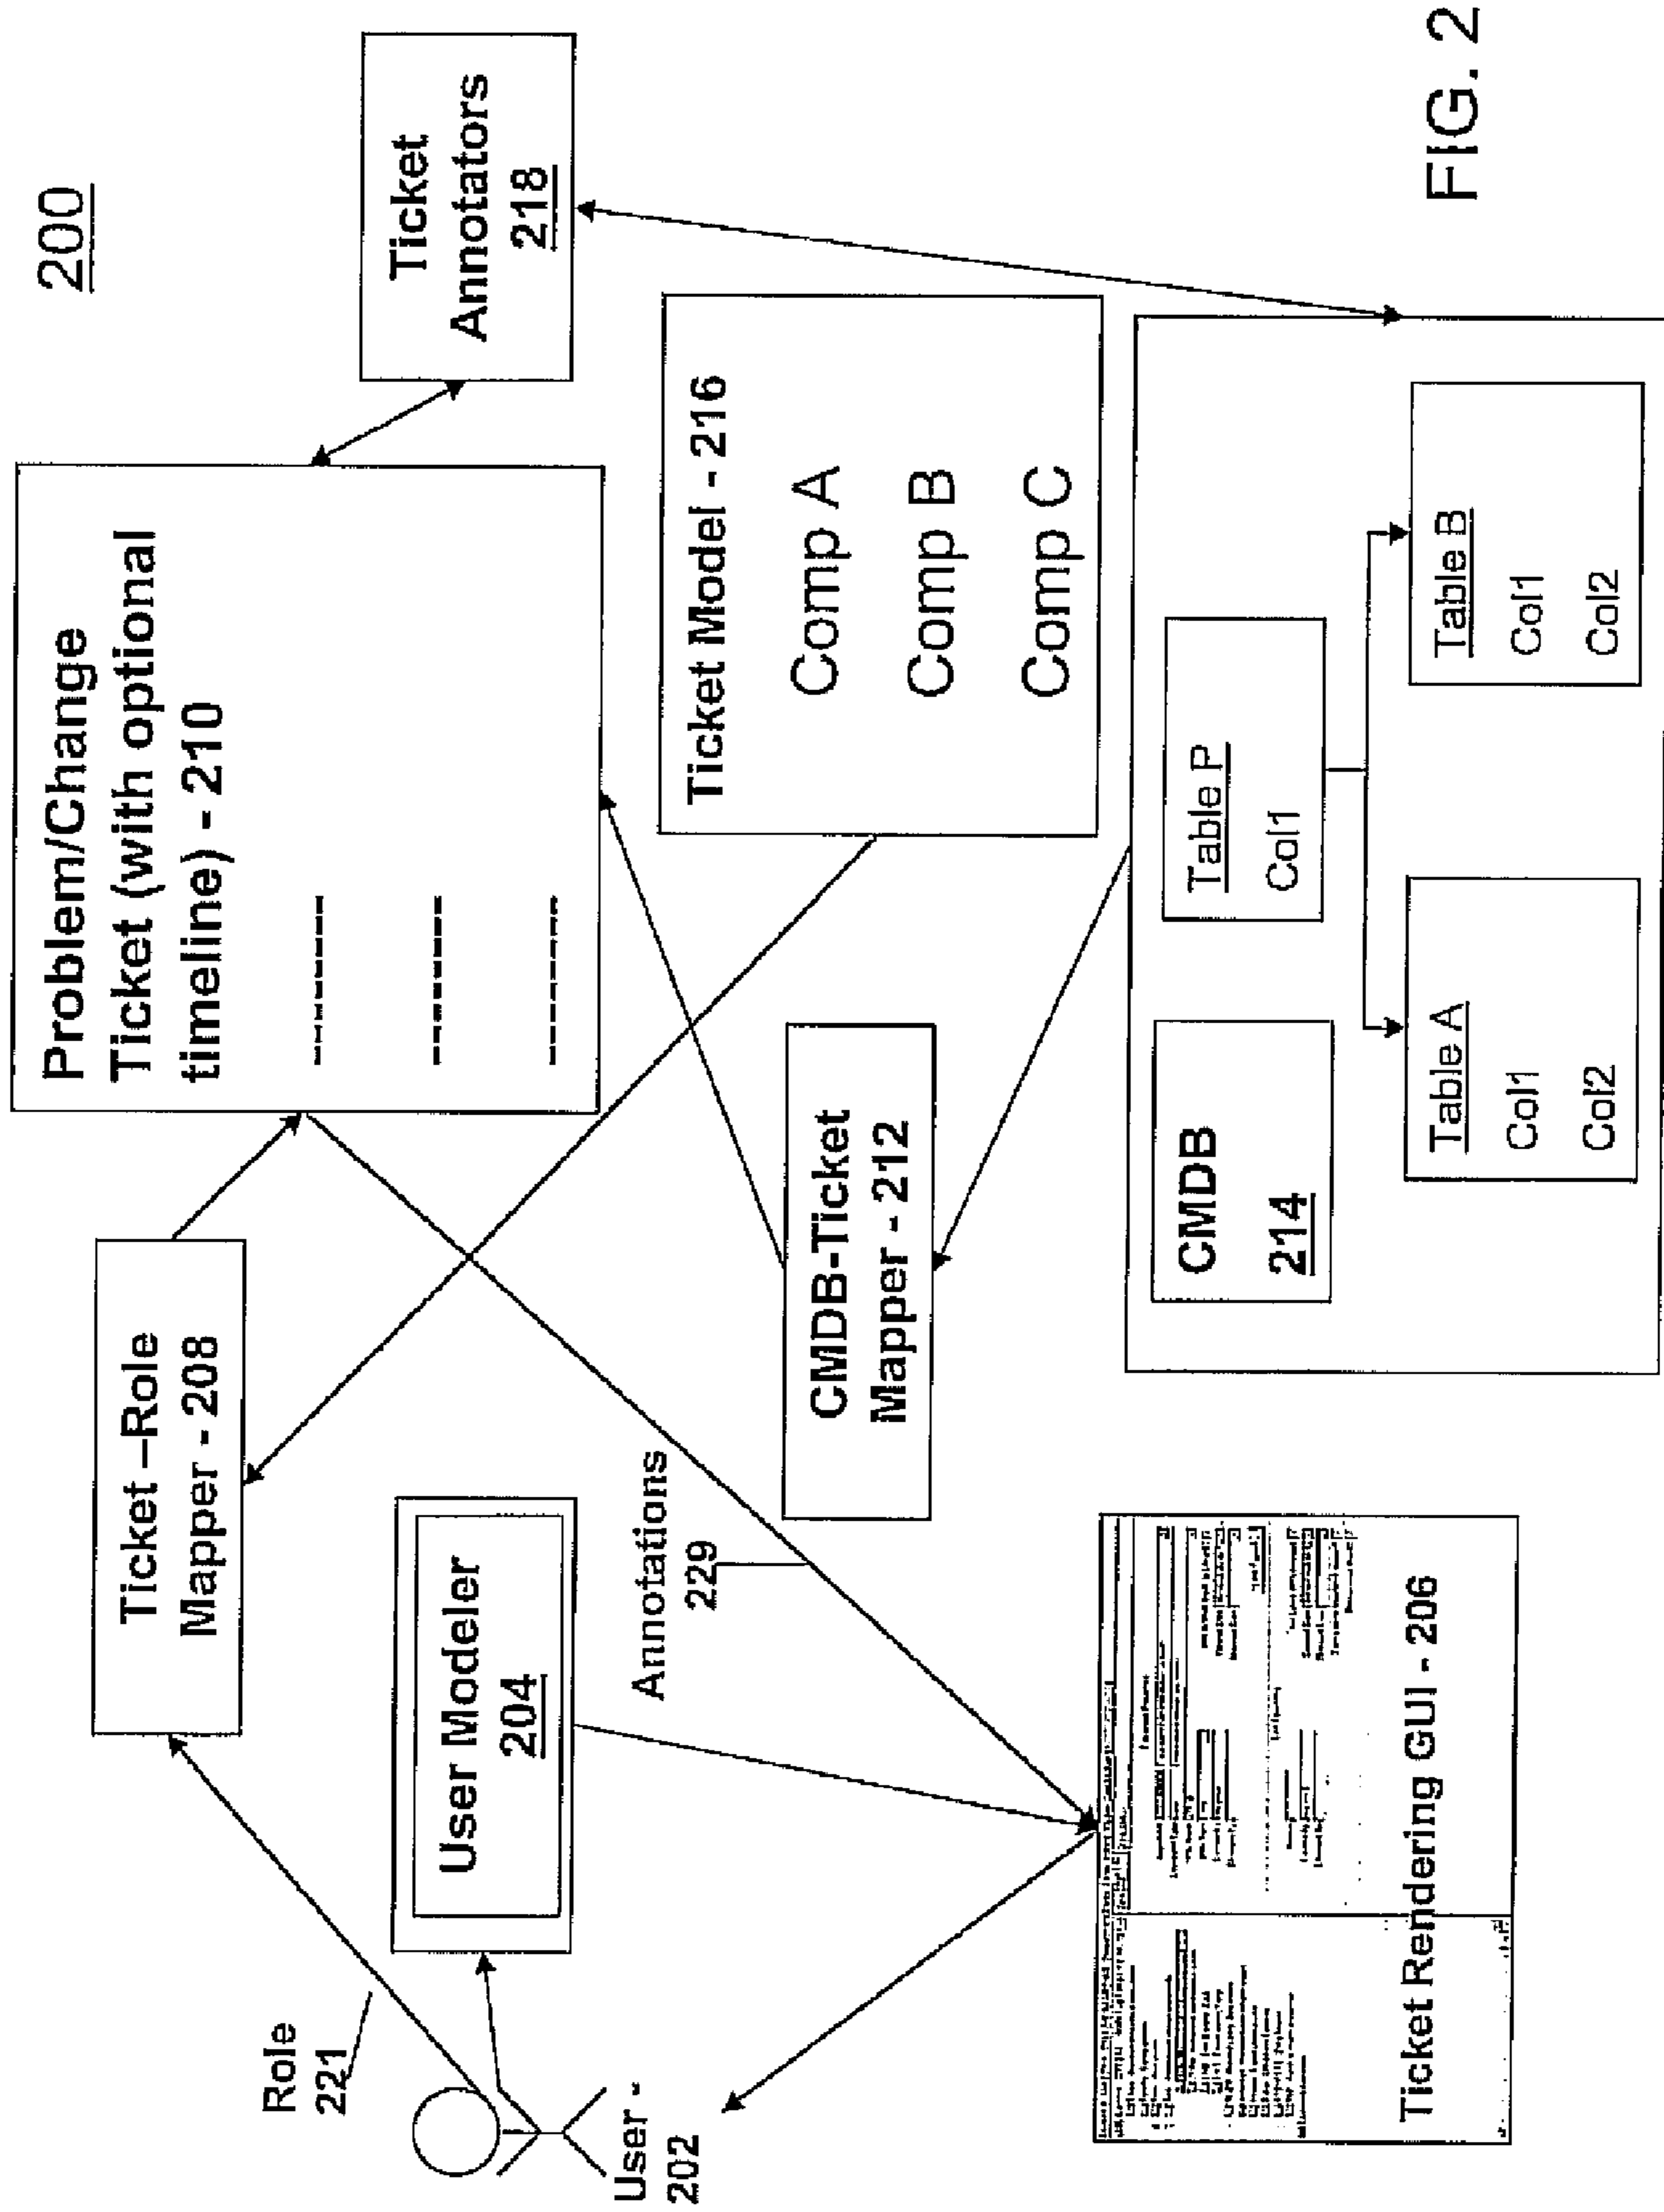 200
Problem/Change
Ticket (with optional
timeline) - 210
-------
-------
-------
Ticket
Annotators
218
Ticket –Role
Mapper - 208
Role
221
User Modeler
204
User -
202
Annotations
229
Ticket Model - 216
Comp A
Comp B
Comp C
CMDB-Ticket
Mapper - 212
CMDB
214
Table P
Col1
Table A
Col1
Col2
Table B
Col1
Col2
Ticket Rendering GUI - 206
FIG. 2